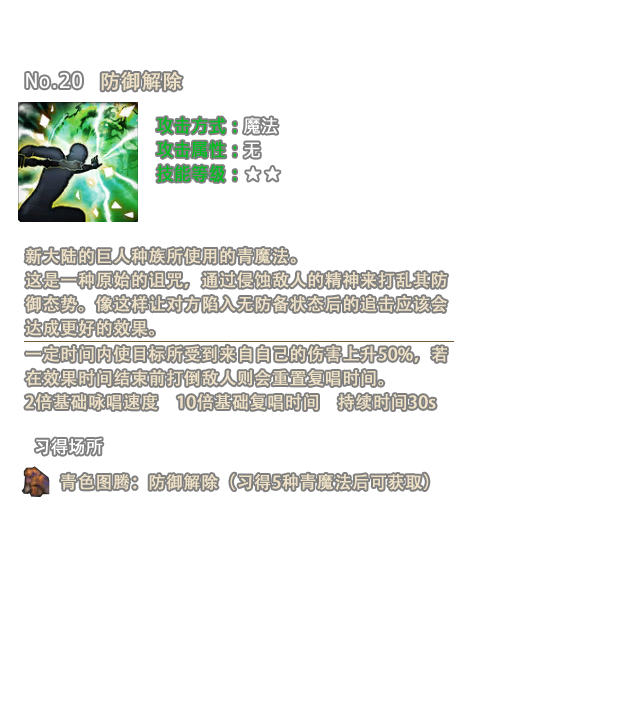 No.20 防御解除
攻击方式：魔法
攻击属性：无
技能等级：☆☆
新大陆的巨人种族所使用的青魔法。
这是一种原始的诅咒，通过侵蚀敌人的精神来打乱其防
御态势。像这样让对方陷入无防备状态后的追击应该会
达成更好的效果。
一定时间内使目标所受到来自自己的伤害上升50%，若
在效果时间结束前打倒敌人则会重置复唱时间。
2倍基础咏唱速度 10倍基础复唱时间 持续时间30s
习得场所
青色图腾：防御解除（习得5种青魔法后可获取）